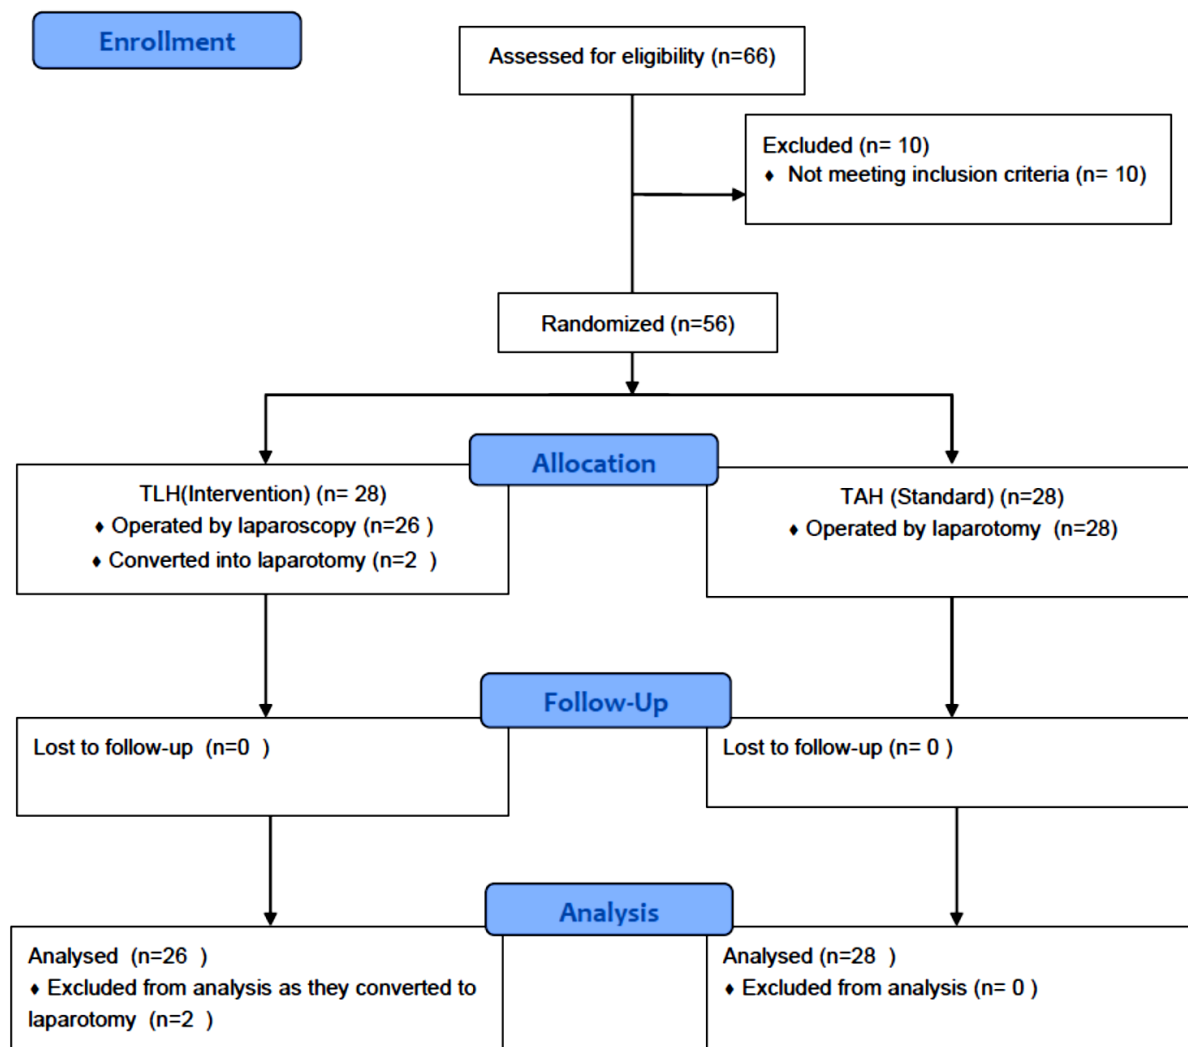 Enrollment
Assessed for eligibility (n=66)
Excluded (n= 10)
♦ Not meeting inclusion criteria (n= 10)
Randomized (n=56)
Allocation
TLH(Intervention) (n= 28)
♦ Operated by laparoscopy (n=26 )
♦ Converted into laparotomy (n=2 )
TAH (Standard) (n=28)
♦ Operated by laparotomy (n=28)
Follow-Up
Lost to follow-up (n=0 )
Lost to follow-up (n= 0 )
Analysis
Analysed (n=26 )
♦ Excluded from analysis as they converted to
laparotomy (n=2 )
Analysed (n=28 )
♦ Excluded from analysis (n= 0 )